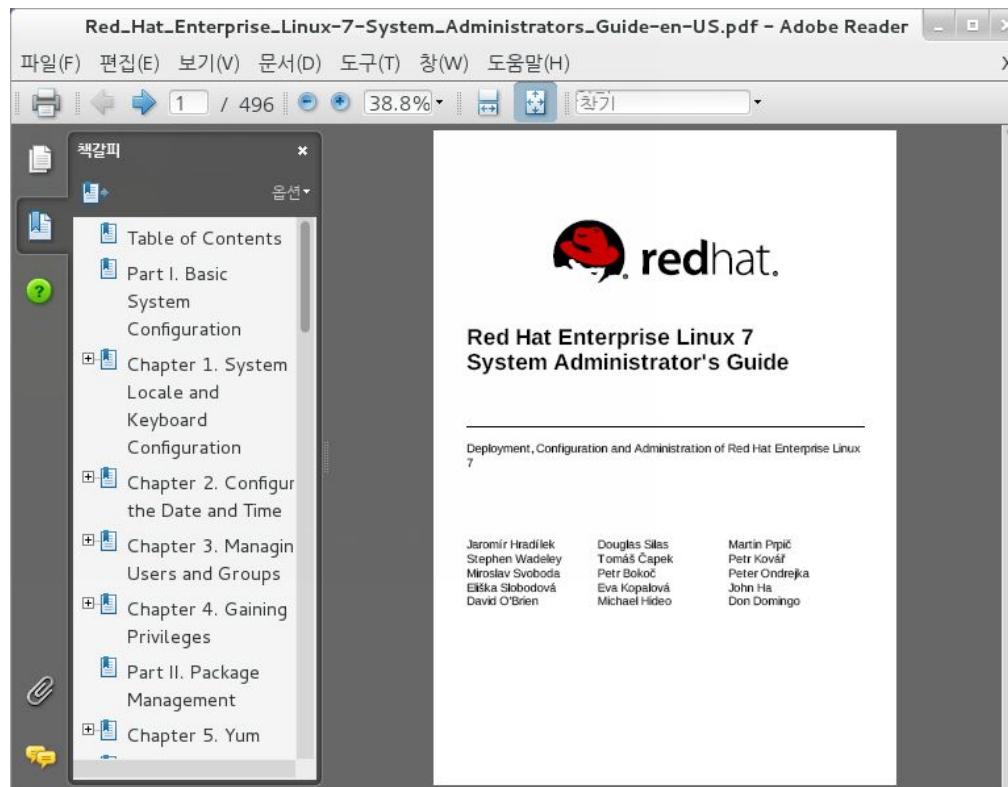 Red_Hat_Enterprise_Linux-7-System_Administrators_Guide-en-US.pdf - Adobe Reader
파일(F) 편집(E) 보기(V) 문서(D) 도구(T) 창(W) 도움말(H)
1 / 496 38.8% 찾기
책갈피
옵션
Table of Contents
Part I. Basic
System
Configuration
Chapter 1. System
Locale and
Keyboard
Configuration
Chapter 2. Configur
the Date and Time
Chapter 3. Managin
Users and Groups
Chapter 4. Gaining
Privileges
Part II. Package
Management
Chapter 5. Yum
redhat.
Red Hat Enterprise Linux 7
System Administrator's Guide
Deployment, Configuration and Administration of Red Hat Enterprise Linux
7
Jaromír Hradílek Douglas Silas Martin Prpič
Stephen Wadeley Tomáš Čapek Petr Kovář
Miroslav Svoboda Petr Bokoč Peter Ondrejka
Eliška Slobodová Eva Kopalová John Ha
David O'Brien Michael Hideo Don Domingo